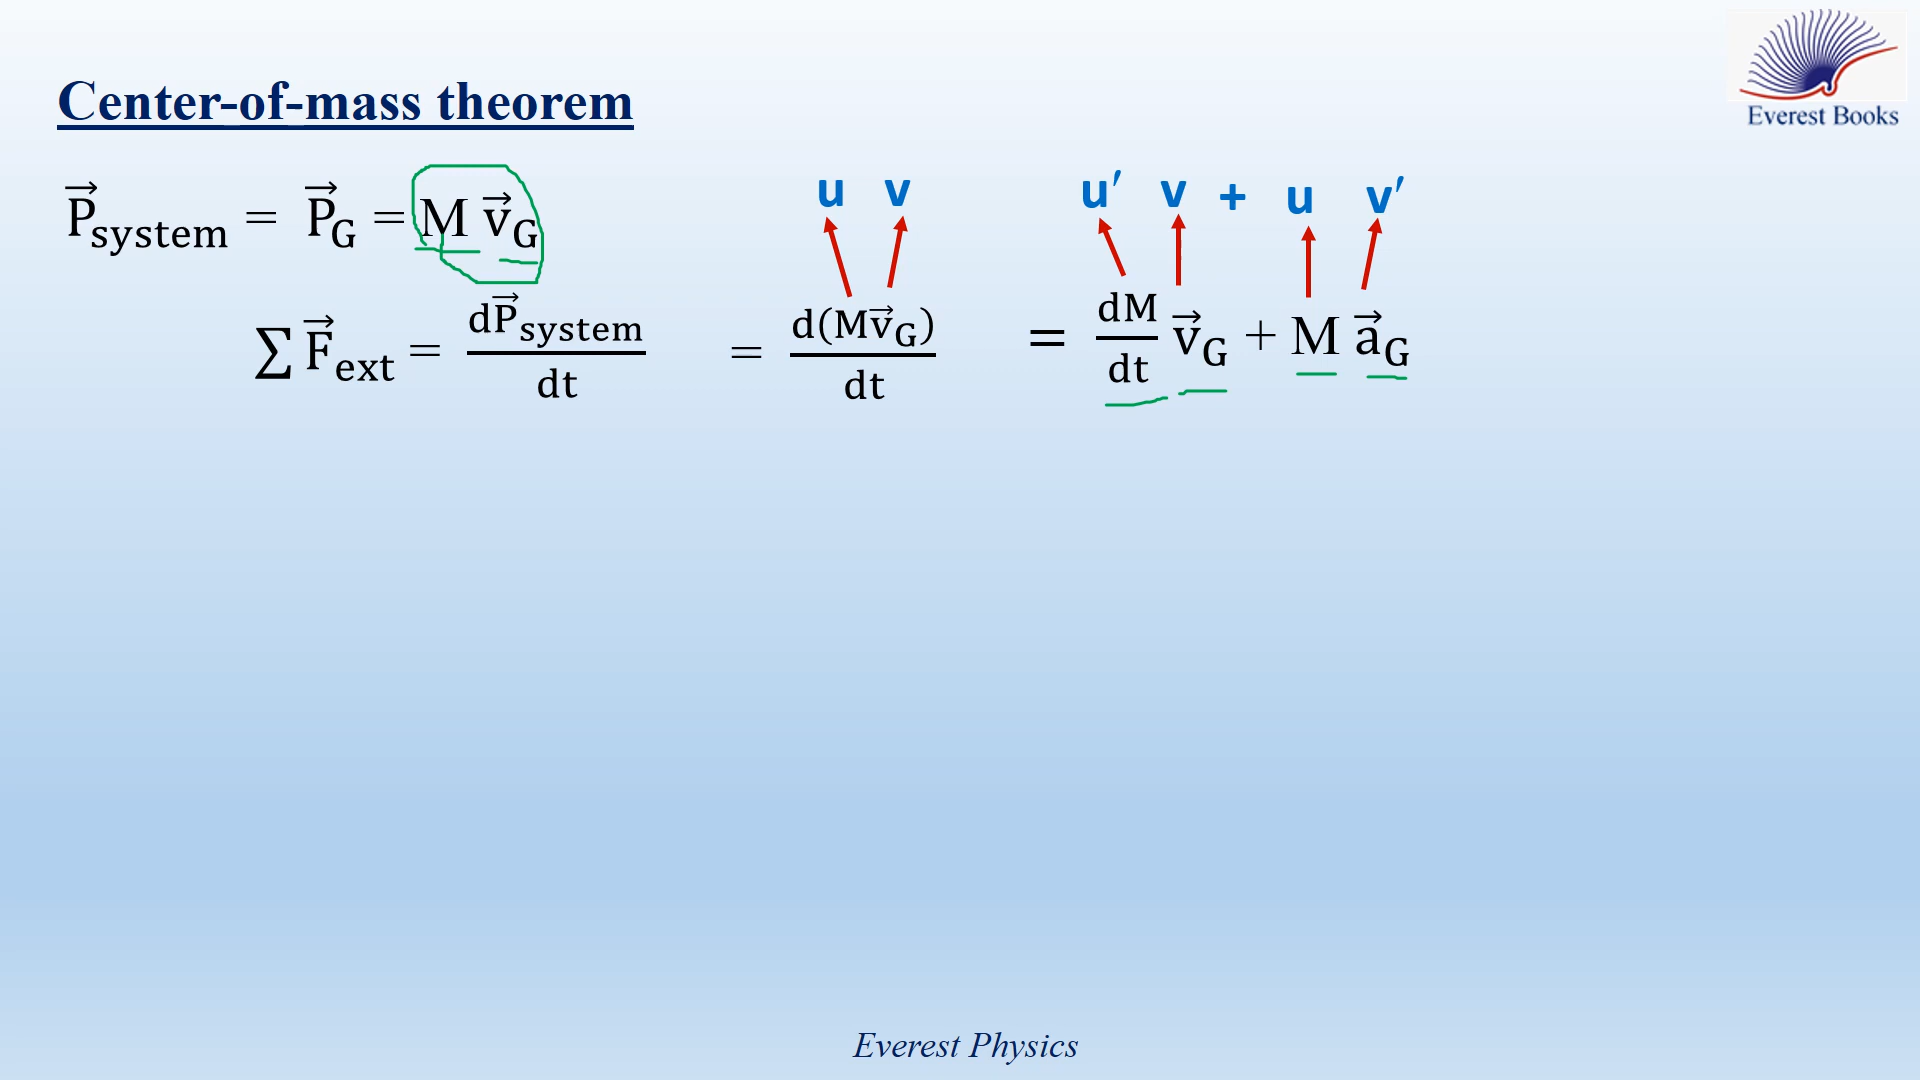 Center-of-mass theorem
Everest Books
P⃗system = P⃗G = M v⃗G
u v u′ v + u v′
∑ F⃗ext = dP⃗system/dt = d(Mv⃗G)/dt = dM/dt v⃗G + M a⃗G
Everest Physics